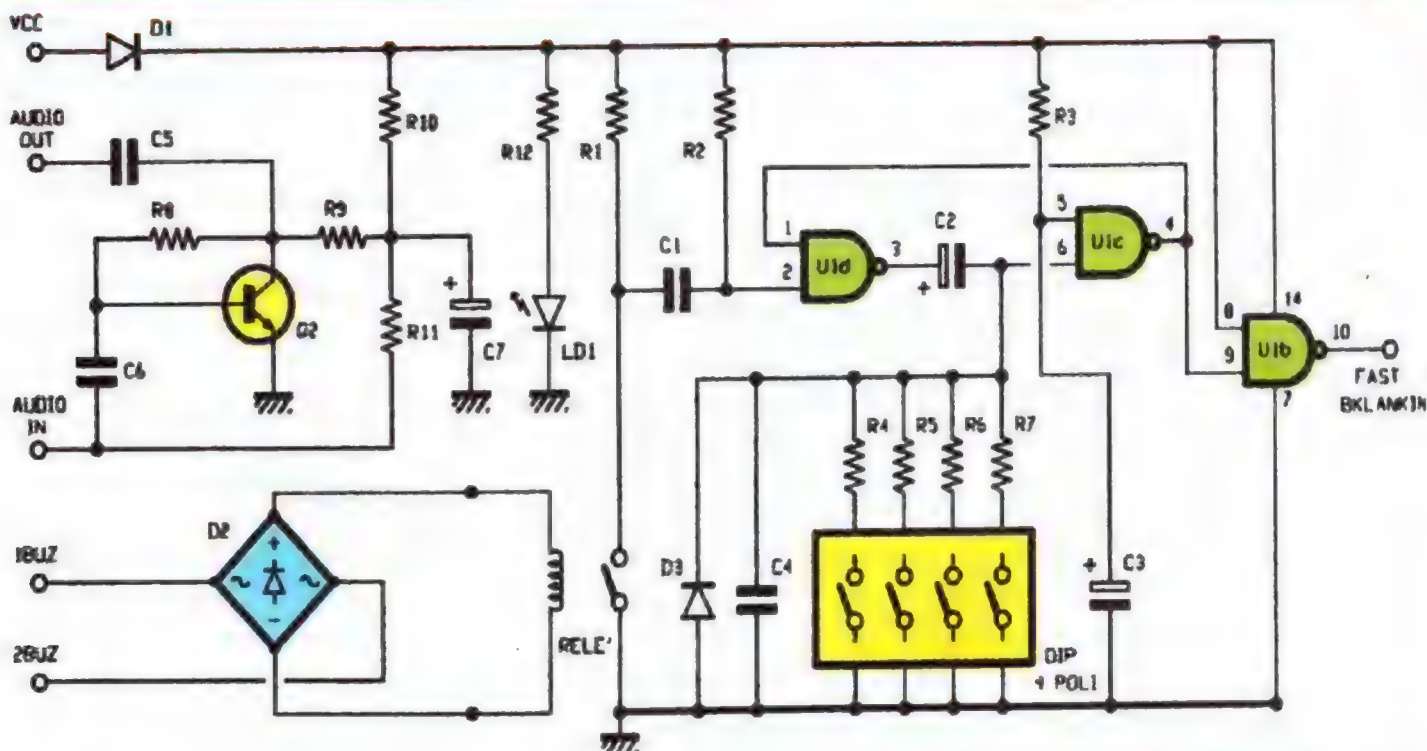 VCC
D1
AUDIO
OUT
C5
R10
R12
R1
R2
R3
R8
R9
C1
1
2
U1d
3
C2
+
5
6
U1c
4
Q2
+
R11
C7
LD1
8
9
14
U1b
10
7
FAST
BKLANKIN
C6
AUDIO
IN
R4
R5
R6
R7
D2
+
~
~
-
1BUZ
2BUZ
RELE'
D3
C4
+
C3
DIP
4 POLI